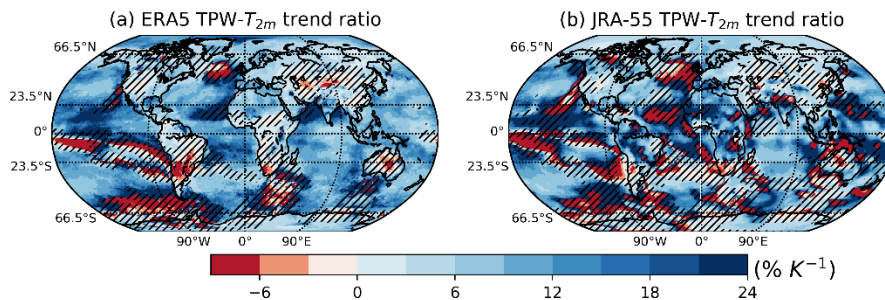 (a) ERA5 TPW-T2m trend ratio
(b) JRA-55 TPW-T2m trend ratio
66.5°N
23.5°N
0°
23.5°S
66.5°S
90°W 0° 90°E
66.5°N
23.5°N
0°
23.5°S
66.5°S
90°W 0° 90°E
−6 0 6 12 18 24
(% K⁻¹)